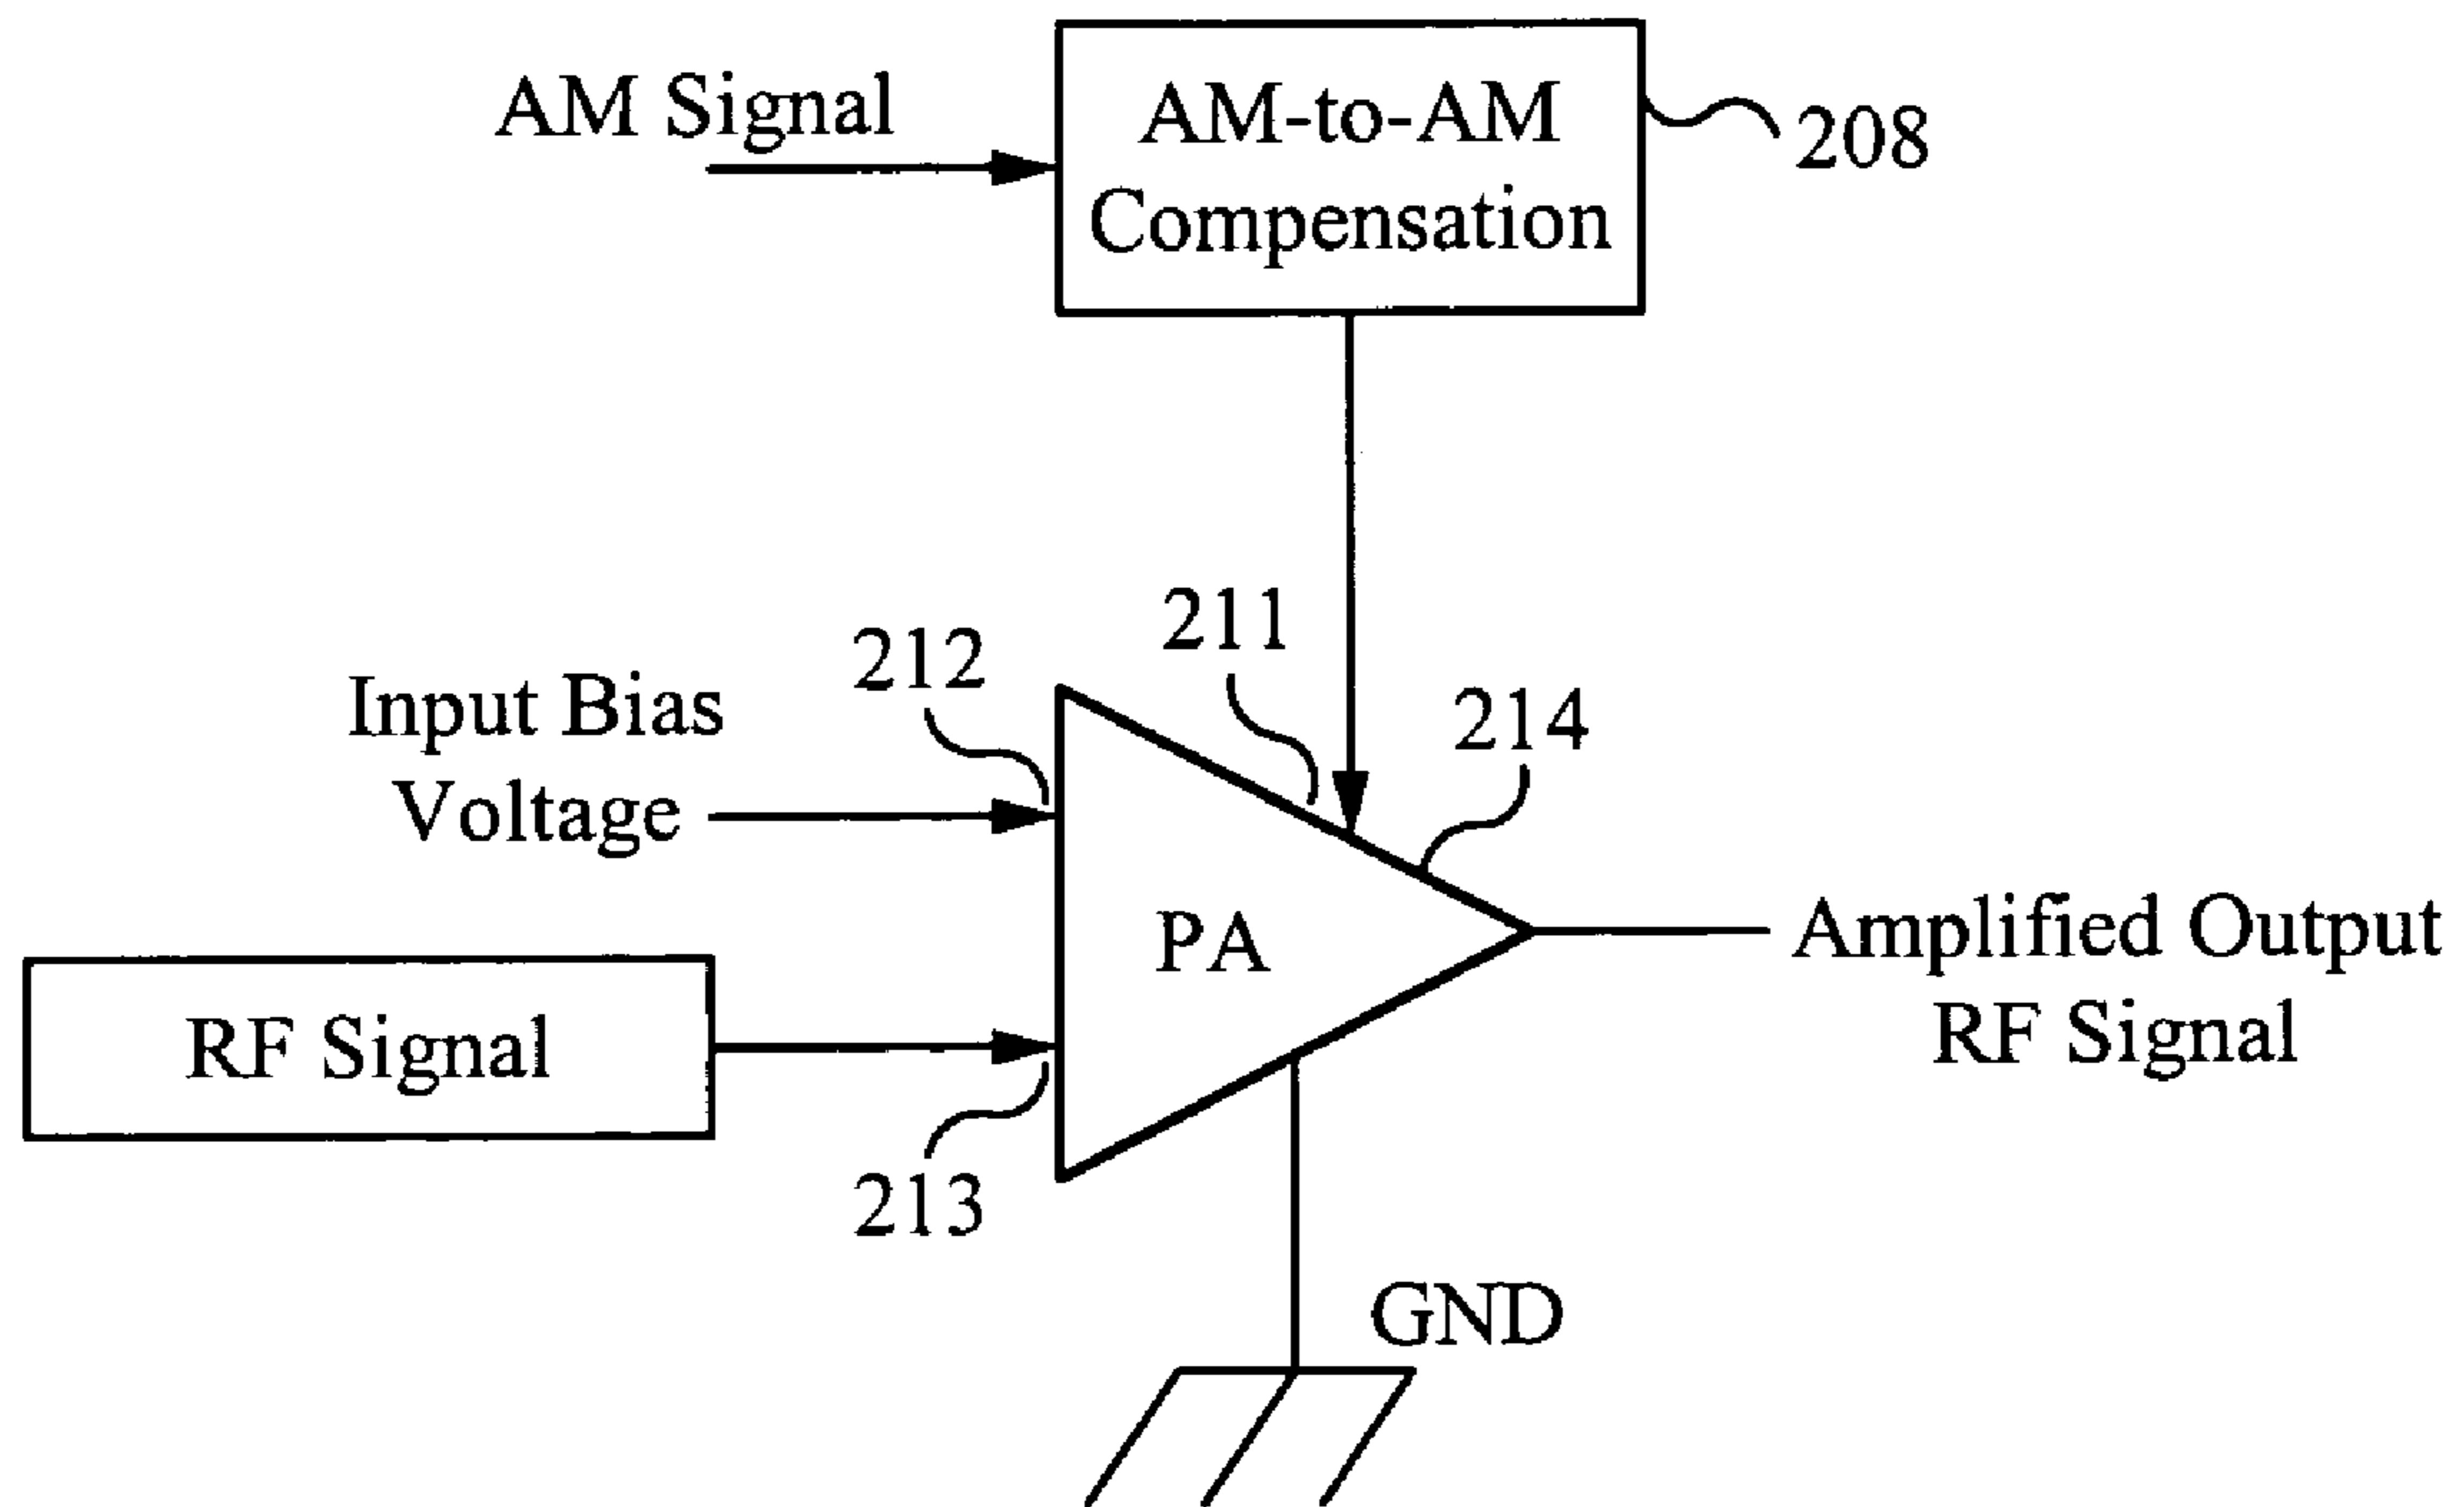 AM Signal
AM-to-AM
Compensation
208
211
212
214
Input Bias
Voltage
PA
Amplified Output
RF Signal
RF Signal
213
GND